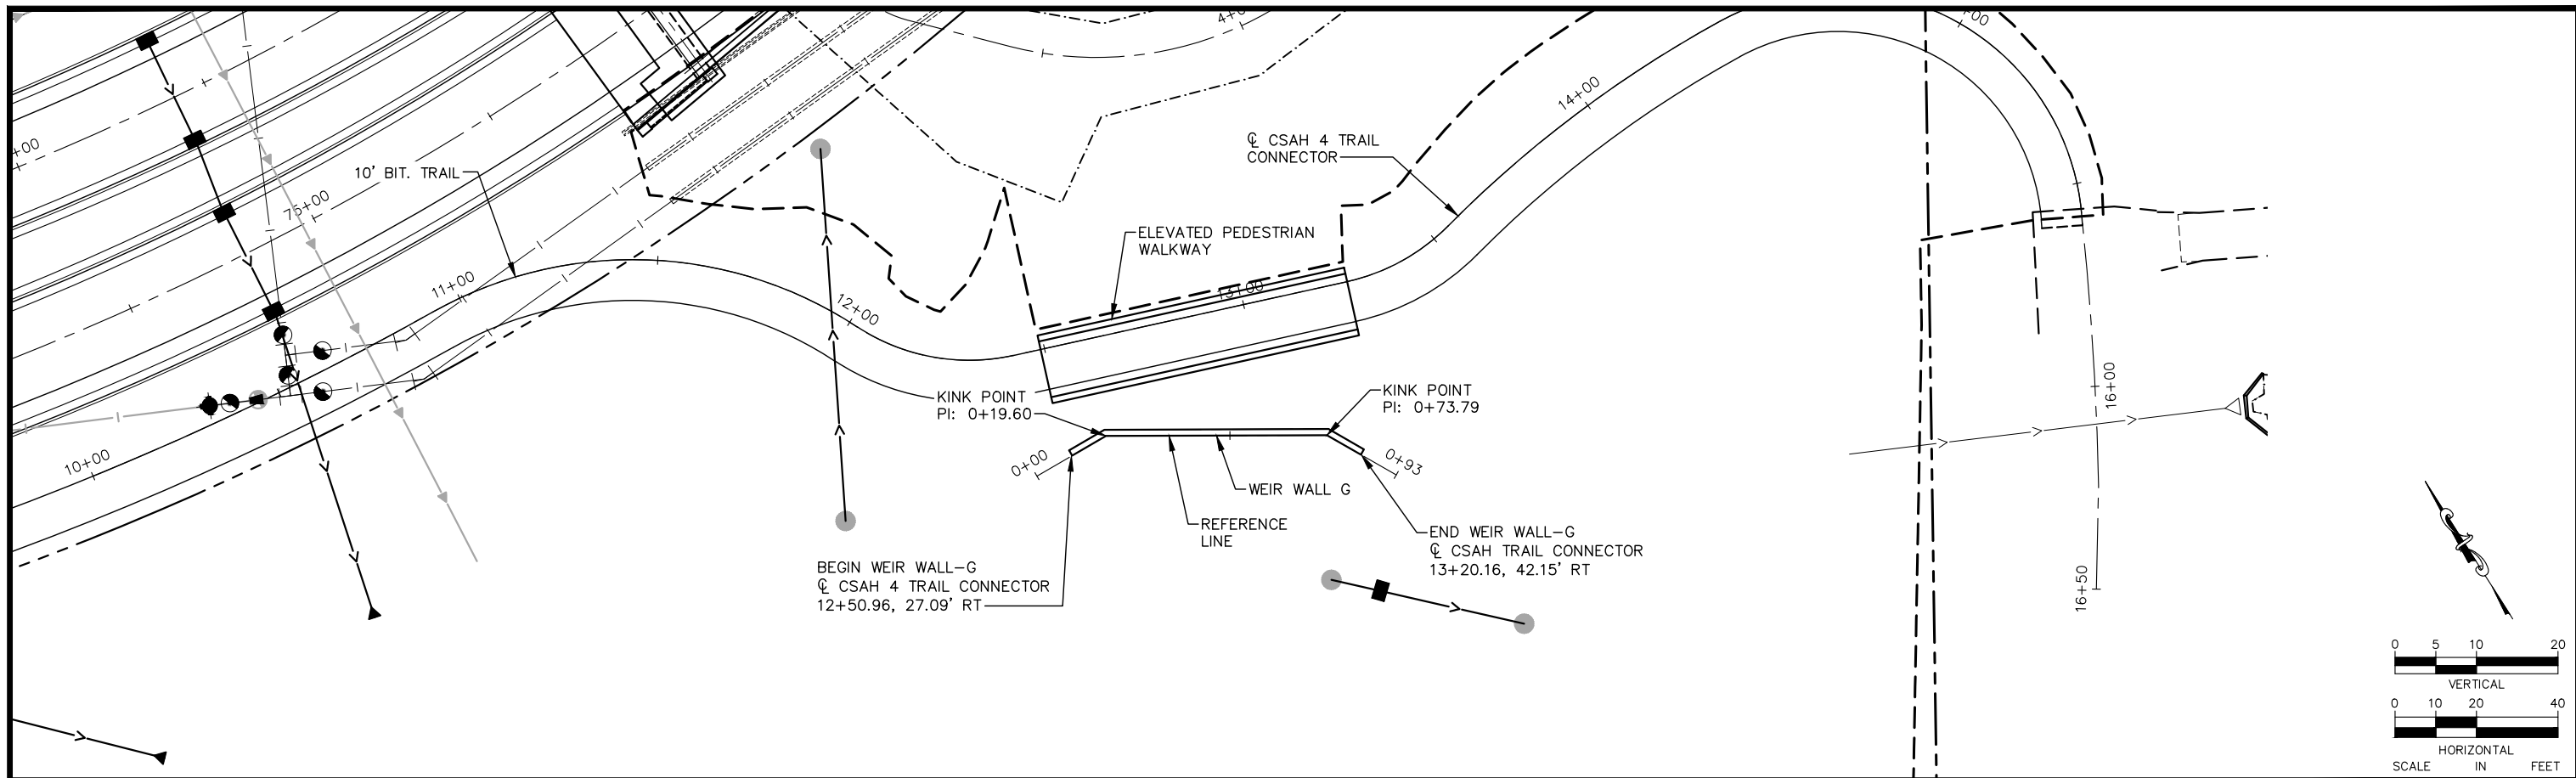 +00
4+0
+00
14+00
℄ CSAH 4 TRAIL
CONNECTOR
10' BIT. TRAIL
75+00
ELEVATED PEDESTRIAN
WALKWAY
11+00
12+00
13+00
16+00
KINK POINT
PI: 0+19.60
KINK POINT
PI: 0+73.79
10+00
0+00
0+93
WEIR WALL G
REFERENCE
LINE
END WEIR WALL-G
℄ CSAH TRAIL CONNECTOR
13+20.16, 42.15' RT
BEGIN WEIR WALL-G
℄ CSAH 4 TRAIL CONNECTOR
12+50.96, 27.09' RT
16+50
0 5 10 20
VERTICAL
0 10 20 40
HORIZONTAL
SCALE IN FEET